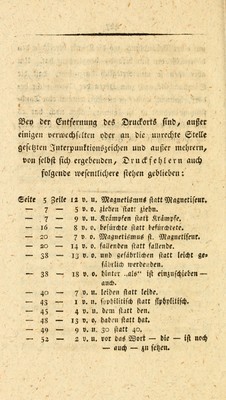 Bey der Entfernung des Druckorts sind, außer
einigen verwechselten oder an die unrechte Stelle
gesetzten Interpunktionszeichen und außer mehrern,
von selbst sich ergebenden, Druckfehlern auch
folgende wesentlichere stehen geblieben:
Seite 5 Zeile 12 v. u. Magnetismus statt Magnetiseur.
— 7 — 5 v. o. zieden statt ziehn.
— 7 — 9 v. u. Krämpfen statt Krämpfe.
— 16 — 8 v. o. befürchte statt befürchtete.
— 20 — 7 v. o. Magnetismus st. Magnetiseur.
— 20 — 14 v. o. fallenden statt fallende.
— 38 — 13 v. o. und gefährlichen statt leicht ge-
fährlich werdenden.
— 38 — 18 v. o. hinter „als“ ist einzuschieben —
auch.
— 40 — 7 v. u. leiden statt leide.
— 43 — 1 v. u. syphilitisch statt siphylitisch.
— 45 — 4 v. u. dem statt den.
— 48 — 13 v. o. haben statt hat.
— 49 — 9 v. u. 30 statt 40.
— 52 — 2 v. u. vor das Wort — die — ist noch
— auch — zu setzen.